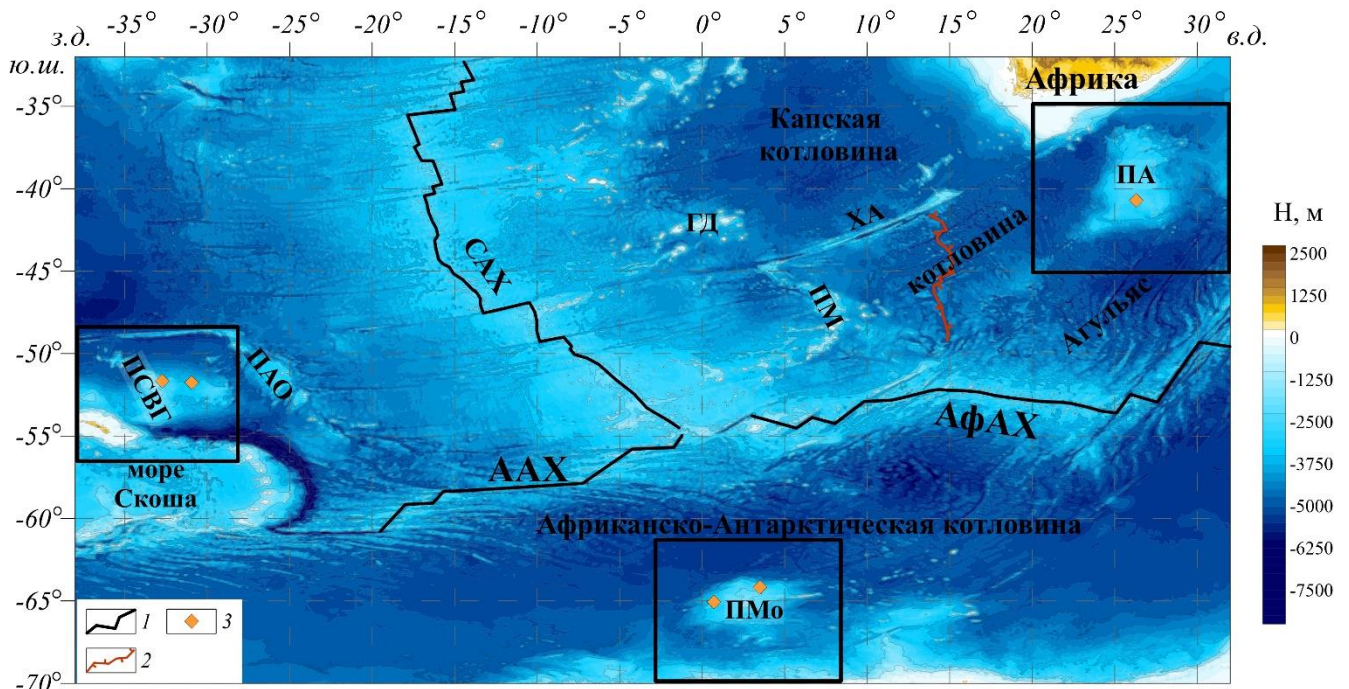 -35° -30° -25° -20° -15° -10° -5° 0° 5° 10° 15° 20° 25° 30°
з.д. в.д.
ю.ш.
-35°
-40°
-45°
-50°
-55°
-60°
-65°
-70°
Африка
Капская
котловина
ПА
ГД
ХА
котловина
САХ
ПМ
Агульяс
ПСВГ
ПАО
ААХ
АфАХ
море
Скоша
Африканско-Антарктическая котловина
ПМо
1 3
2
Н, м
2500
1250
0
-1250
-2500
-3750
-5000
-6250
-7500